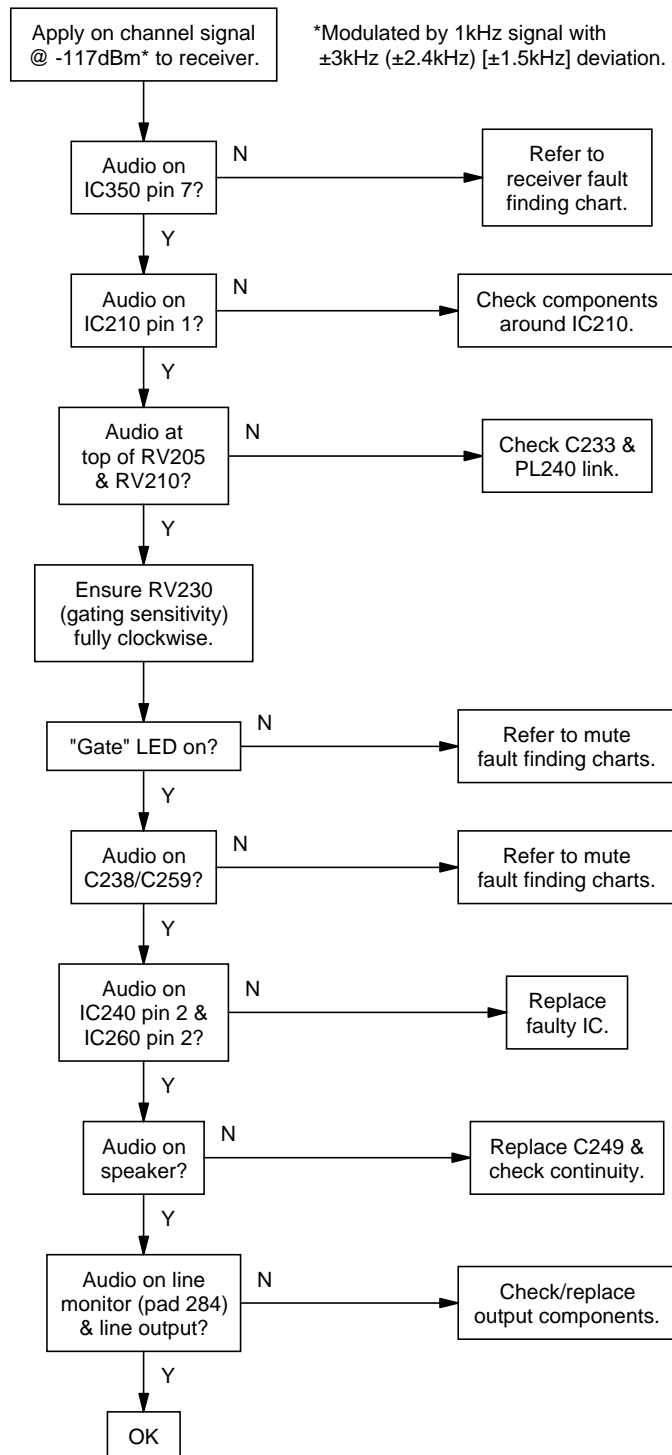 Apply on channel signal
@ -117dBm* to receiver.
*Modulated by 1kHz signal with
±3kHz (±2.4kHz) [±1.5kHz] deviation.
Audio on
IC350 pin 7?
N
Refer to
receiver fault
finding chart.
Y
Audio on
IC210 pin 1?
N
Check components
around IC210.
Y
Audio at
top of RV205
& RV210?
N
Check C233 &
PL240 link.
Y
Ensure RV230
(gating sensitivity)
fully clockwise.
"Gate" LED on?
N
Refer to mute
fault finding charts.
Y
Audio on
C238/C259?
N
Refer to mute
fault finding charts.
Y
Audio on
IC240 pin 2 &
IC260 pin 2?
N
Replace
faulty IC.
Y
Audio on
speaker?
N
Replace C249 &
check continuity.
Y
Audio on line
monitor (pad 284)
& line output?
N
Check/replace
output components.
Y
OK